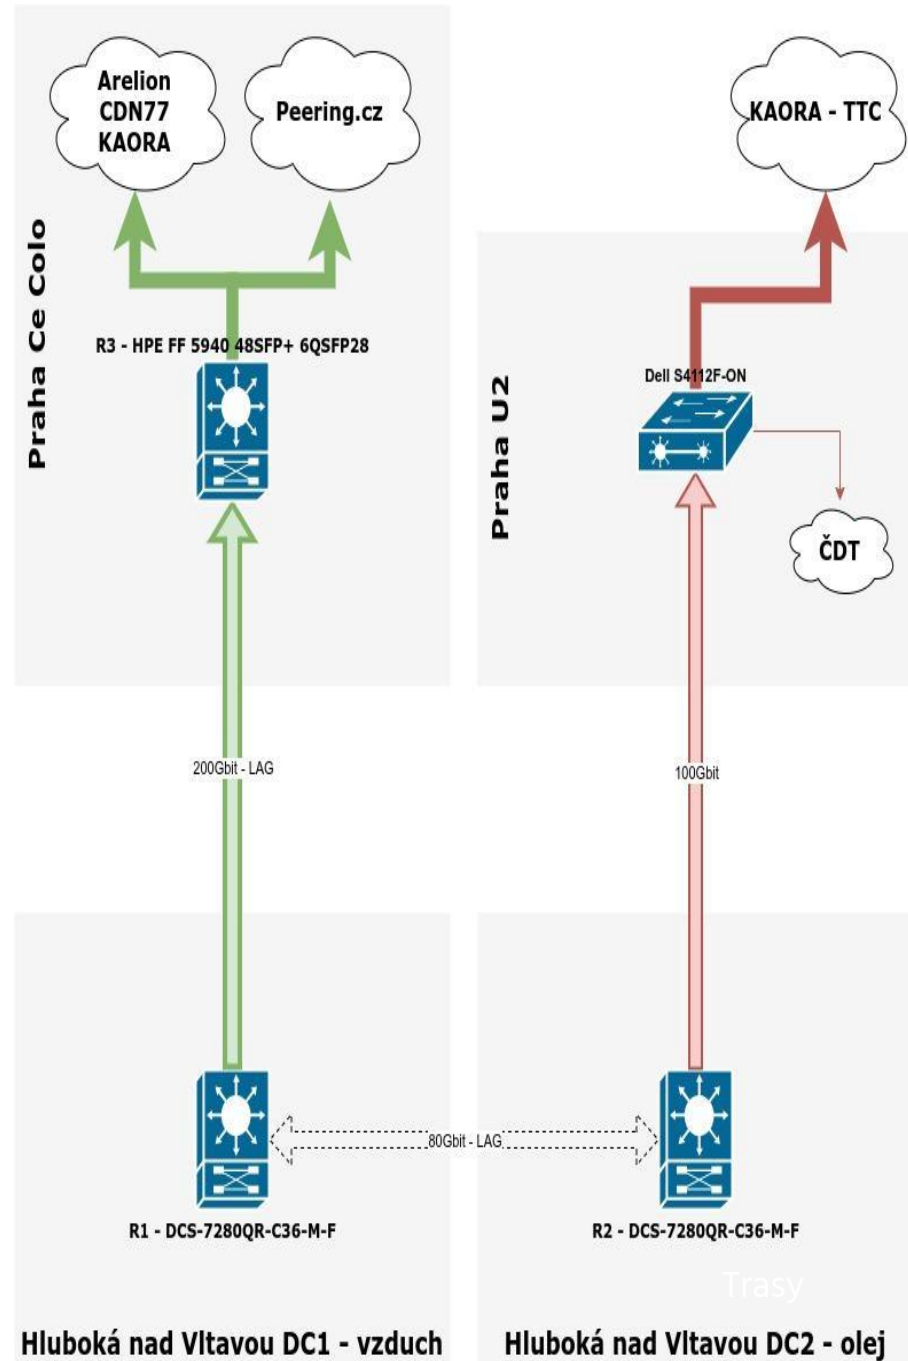 Arelion
CDN77
KAORA
Peering.cz
KAORA - TTC
Praha Ce Colo
R3 - HPE FF 5940 48SFP+ 6QSFP28
Praha U2
Dell S4112F-ON
ČDT
200Gbit - LAG
100Gbit
80Gbit - LAG
R1 - DCS-7280QR-C36-M-F
R2 - DCS-7280QR-C36-M-F
Trasy
Hluboká nad Vltavou DC1 - vzduch
Hluboká nad Vltavou DC2 - olej